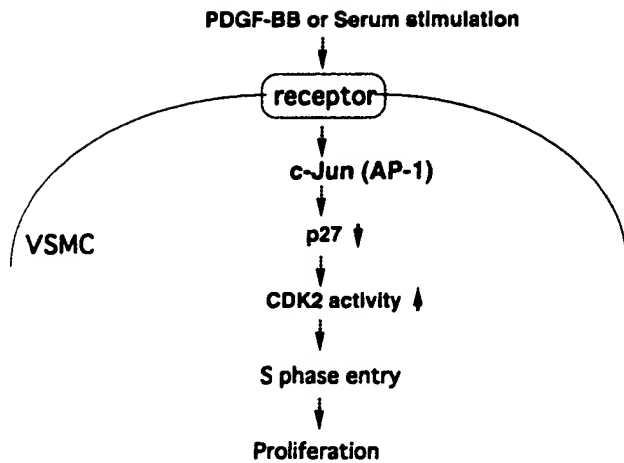 PDGF-BB or Serum stimulation
receptor
c-Jun (AP-1)
p27
VSMC
CDK2 activity
S phase entry
Proliferation